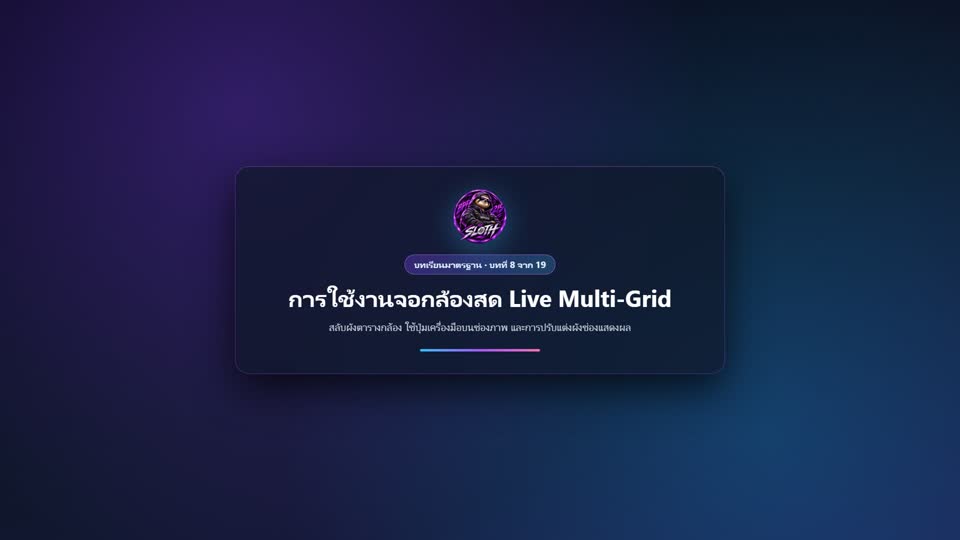 SLOTH
บทเรียนมาตรฐาน · บทที่ 8 จาก 19
การใช้งานจอกล้องสด Live Multi-Grid
สลับผังตารางกล้อง ใช้ปุ่มเครื่องมือบนช่องภาพ และการปรับแต่งผังช่องแสดงผล